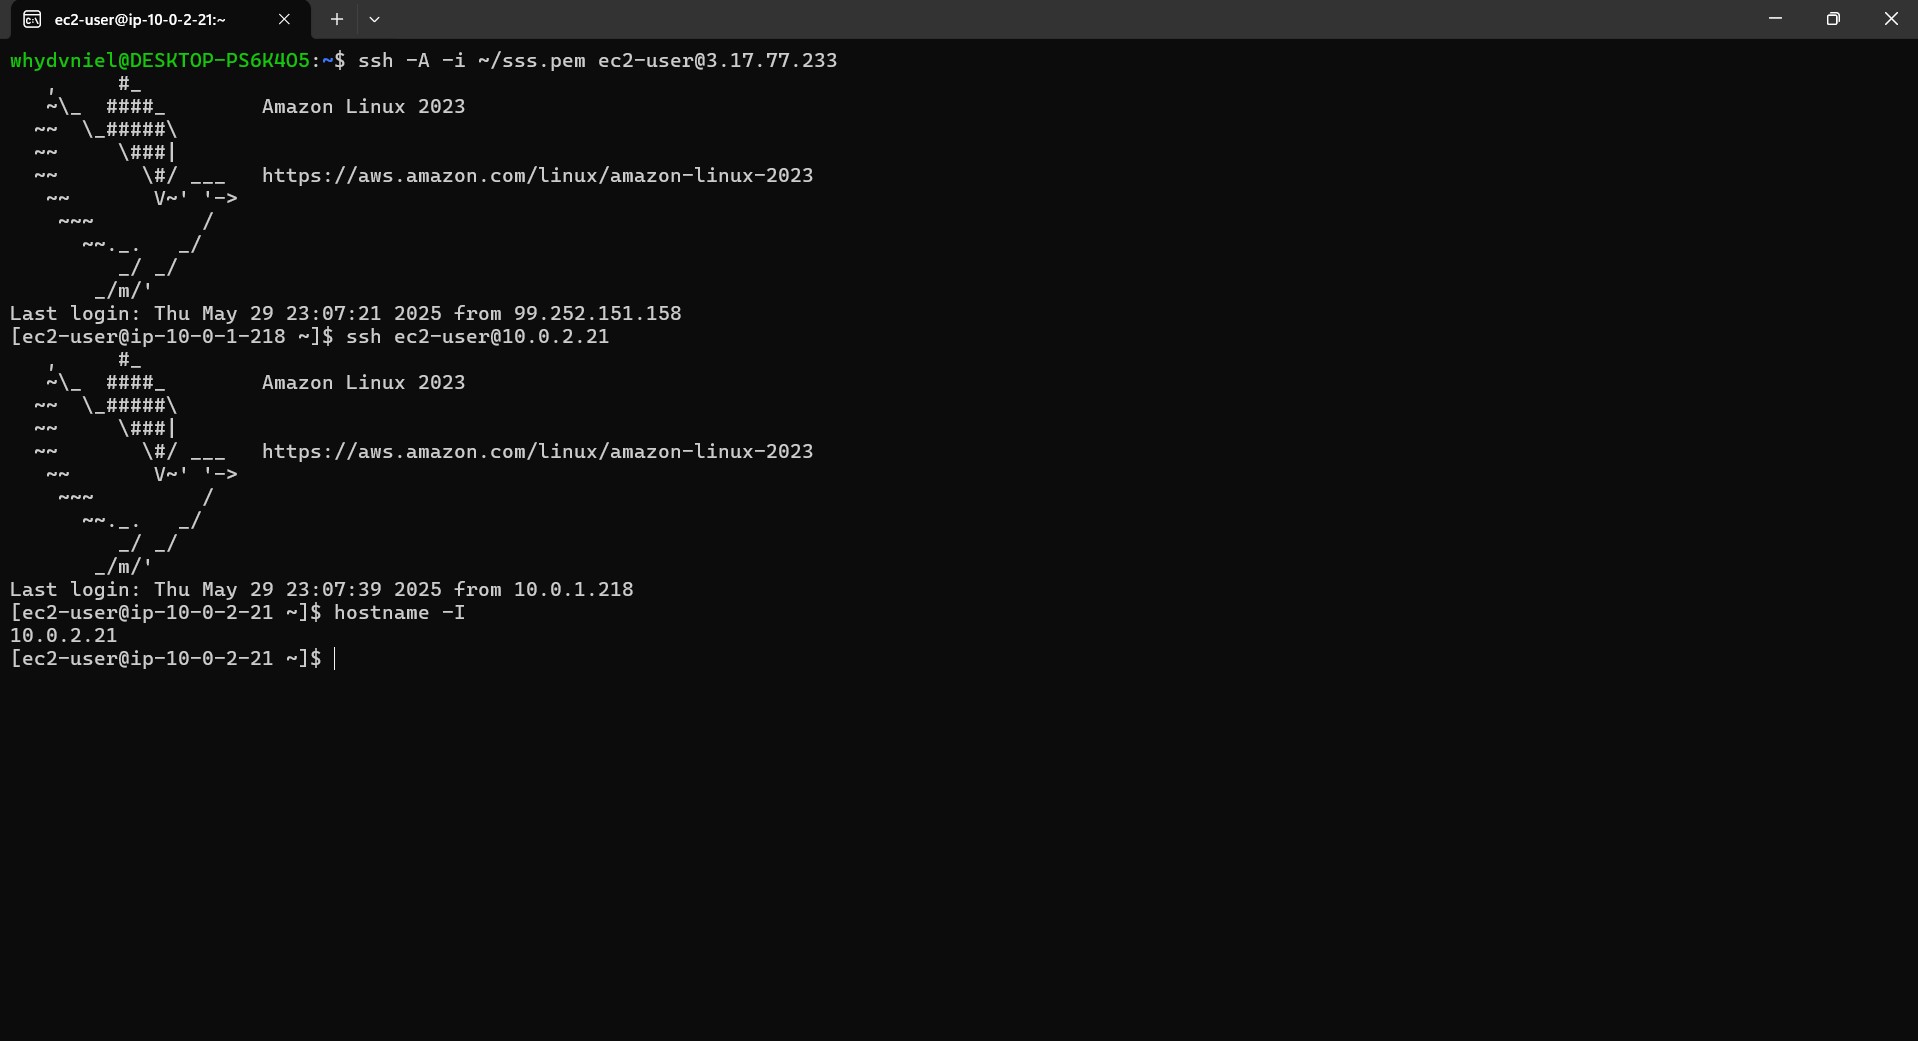 ec2-user@ip-10-0-2-21:~
whydvniel@DESKTOP-PS6K4O5:~$ ssh -A -i ~/sss.pem ec2-user@3.17.77.233
   ,     #_
   ~\_  ####_        Amazon Linux 2023
  ~~  \_#####\
  ~~     \###|
  ~~       \#/ ___   https://aws.amazon.com/linux/amazon-linux-2023
   ~~       V~' '->
    ~~~         /
      ~~._.   _/
         _/ _/
       _/m/'
Last login: Thu May 29 23:07:21 2025 from 99.252.151.158
[ec2-user@ip-10-0-1-218 ~]$ ssh ec2-user@10.0.2.21
   ,     #_
   ~\_  ####_        Amazon Linux 2023
  ~~  \_#####\
  ~~     \###|
  ~~       \#/ ___   https://aws.amazon.com/linux/amazon-linux-2023
   ~~       V~' '->
    ~~~         /
      ~~._.   _/
         _/ _/
       _/m/'
Last login: Thu May 29 23:07:39 2025 from 10.0.1.218
[ec2-user@ip-10-0-2-21 ~]$ hostname -I
10.0.2.21
[ec2-user@ip-10-0-2-21 ~]$